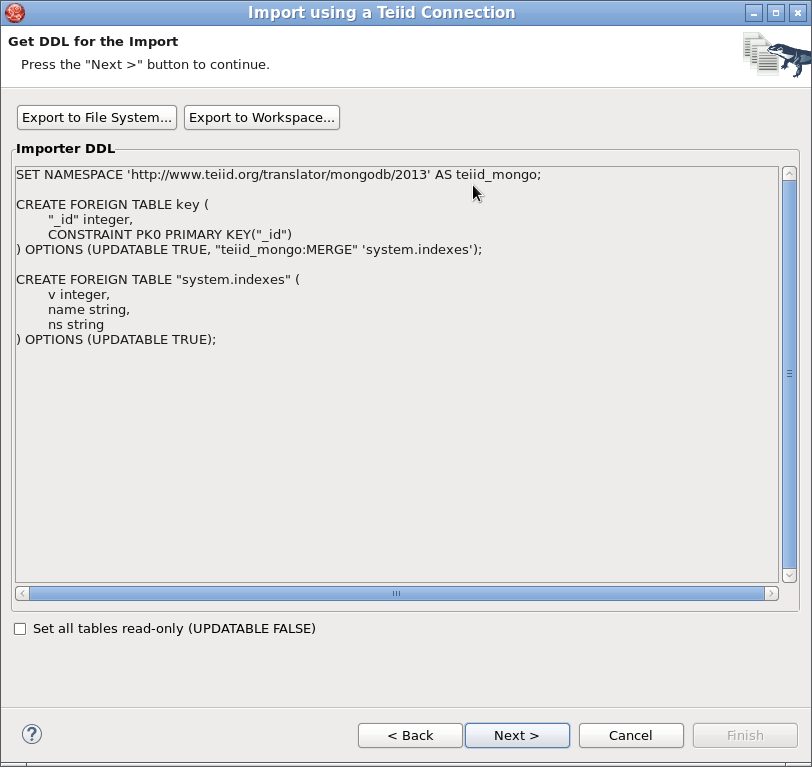 Import using a Teiid Connection
Get DDL for the Import
Press the "Next >" button to continue.
Export to File System...
Export to Workspace...
Importer DDL
SET NAMESPACE 'http://www.teiid.org/translator/mongodb/2013' AS teiid_mongo;
CREATE FOREIGN TABLE key (
"_id" integer,
CONSTRAINT PK0 PRIMARY KEY("_id")
) OPTIONS (UPDATABLE TRUE, "teiid_mongo:MERGE" 'system.indexes');
CREATE FOREIGN TABLE "system.indexes" (
v integer,
name string,
ns string
) OPTIONS (UPDATABLE TRUE);
Set all tables read-only (UPDATABLE FALSE)
?
< Back
Next >
Cancel
Finish